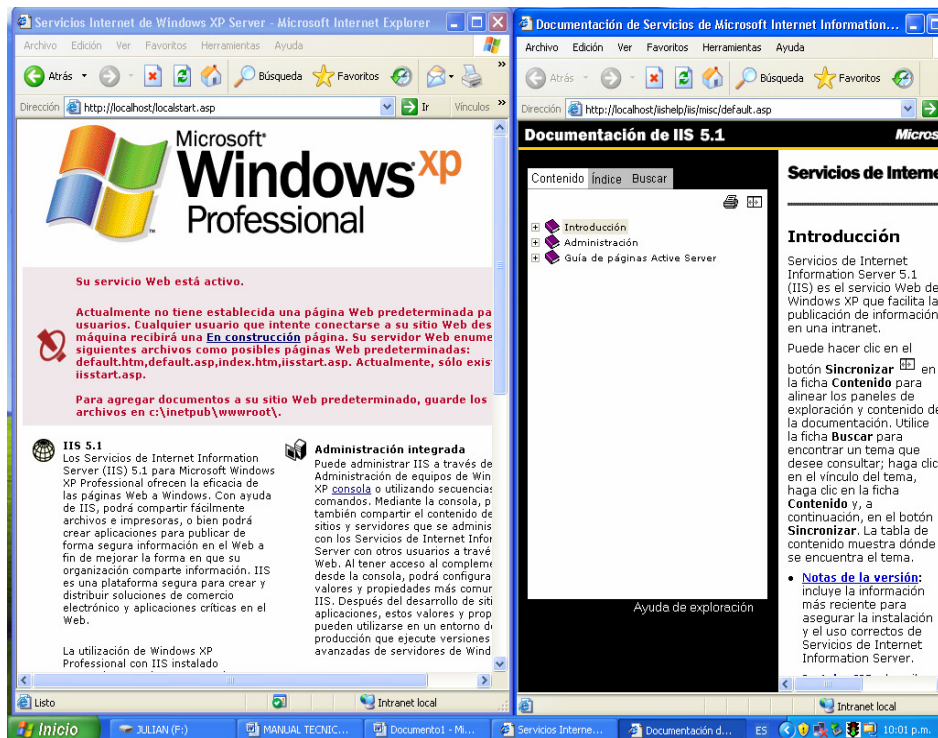 Servicios Internet de Windows XP Server - Microsoft Internet Explorer
Archivo Edición Ver Favoritos Herramientas Ayuda
Atrás Búsqueda Favoritos
Dirección http://localhost/localstart.asp Ir Vínculos
Microsoft
Windows xp
Professional
Su servicio Web está activo.
Actualmente no tiene establecida una página Web predeterminada pa
usuarios. Cualquier usuario que intente conectarse a su sitio Web des
máquina recibirá una En construcción página. Su servidor Web enume
siguientes archivos como posibles páginas Web predeterminadas:
default.htm,default.asp,index.htm,iisstart.asp. Actualmente, sólo exis
iisstart.asp.
Para agregar documentos a su sitio Web predeterminado, guarde los
archivos en c:\inetpub\wwwroot\.
IIS 5.1
Los Servicios de Internet Information
Server (IIS) 5.1 para Microsoft Windows
XP Professional ofrecen la eficacia de
las páginas Web a Windows. Con ayuda
de IIS, podrá compartir fácilmente
archivos e impresoras, o bien podrá
crear aplicaciones para publicar de
forma segura información en el Web a
fin de mejorar la forma en que su
organización comparte información. IIS
es una plataforma segura para crear y
distribuir soluciones de comercio
electrónico y aplicaciones críticas en el
Web.
La utilización de Windows XP
Professional con IIS instalado
Administración integrada
Puede administrar IIS a través de
Administración de equipos de Win
XP consola o utilizando secuencias
comandos. Mediante la consola, p
también compartir el contenido de
sitios y servidores que se adminis
con los Servicios de Internet Infor
Server con otros usuarios a travé
Web. Al tener acceso al compleme
desde la consola, podrá configura
valores y propiedades más comur
IIS. Después del desarrollo de siti
aplicaciones, estos valores y prop
pueden utilizarse en un entorno d
producción que ejecute versiones
avanzadas de servidores de Wind
Listo Intranet local
Documentación de Servicios de Microsoft Internet Information...
Archivo Edición Ver Favoritos Herramientas Ayuda
Atrás Búsqueda Favoritos
Dirección http://localhost/iishelp/iis/misc/default.asp
Documentación de IIS 5.1 Micros
Contenido Índice Buscar
Introducción
Administración
Guía de páginas Active Server
Ayuda de exploración
Servicios de Interne
Introducción
Servicios de Internet
Information Server 5.1
(IIS) es el servicio Web de
Windows XP que facilita la
publicación de información
en una intranet.
Puede hacer clic en el
botón Sincronizar en
la ficha Contenido para
alinear los paneles de
exploración y contenido de
la documentación. Utilice
la ficha Buscar para
encontrar un tema que
desee consultar; haga clic
en el vínculo del tema,
haga clic en la ficha
Contenido y, a
continuación, en el botón
Sincronizar. La tabla de
contenido muestra dónde
se encuentra el tema.
Notas de la versión:
incluye la información
más reciente para
asegurar la instalación
y el uso correctos de
Servicios de Internet
Information Server.
Intranet local
Inicio JULIAN (F:) MANUAL TECNIC... Documento1 - Mi... Servicios Interne... Documentación d... ES 10:01 p.m.